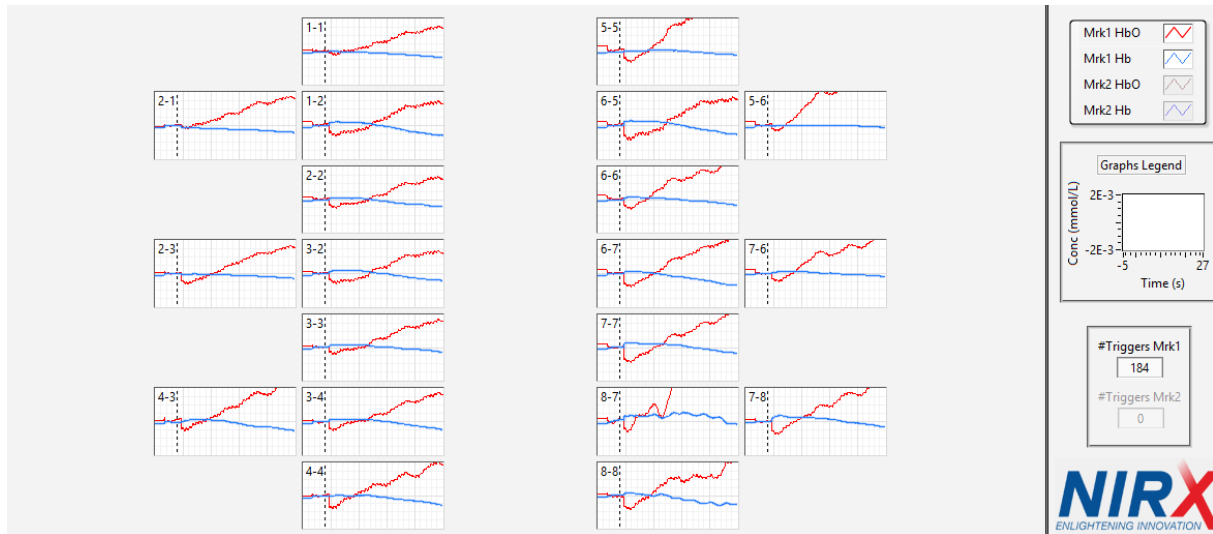 1-1
5-5
2-1
1-2
6-5
5-6
2-2
6-6
2-3
3-2
6-7
7-6
3-3
7-7
4-3
3-4
8-7
7-8
4-4
8-8
Mrk1 HbO
Mrk1 Hb
Mrk2 HbO
Mrk2 Hb
Graphs Legend
Conc (mmol/L)
2E-3
-2E-3
-5
27
Time (s)
#Triggers Mrk1
184
#Triggers Mrk2
0
NIRX
ENLIGHTENING INNOVATION